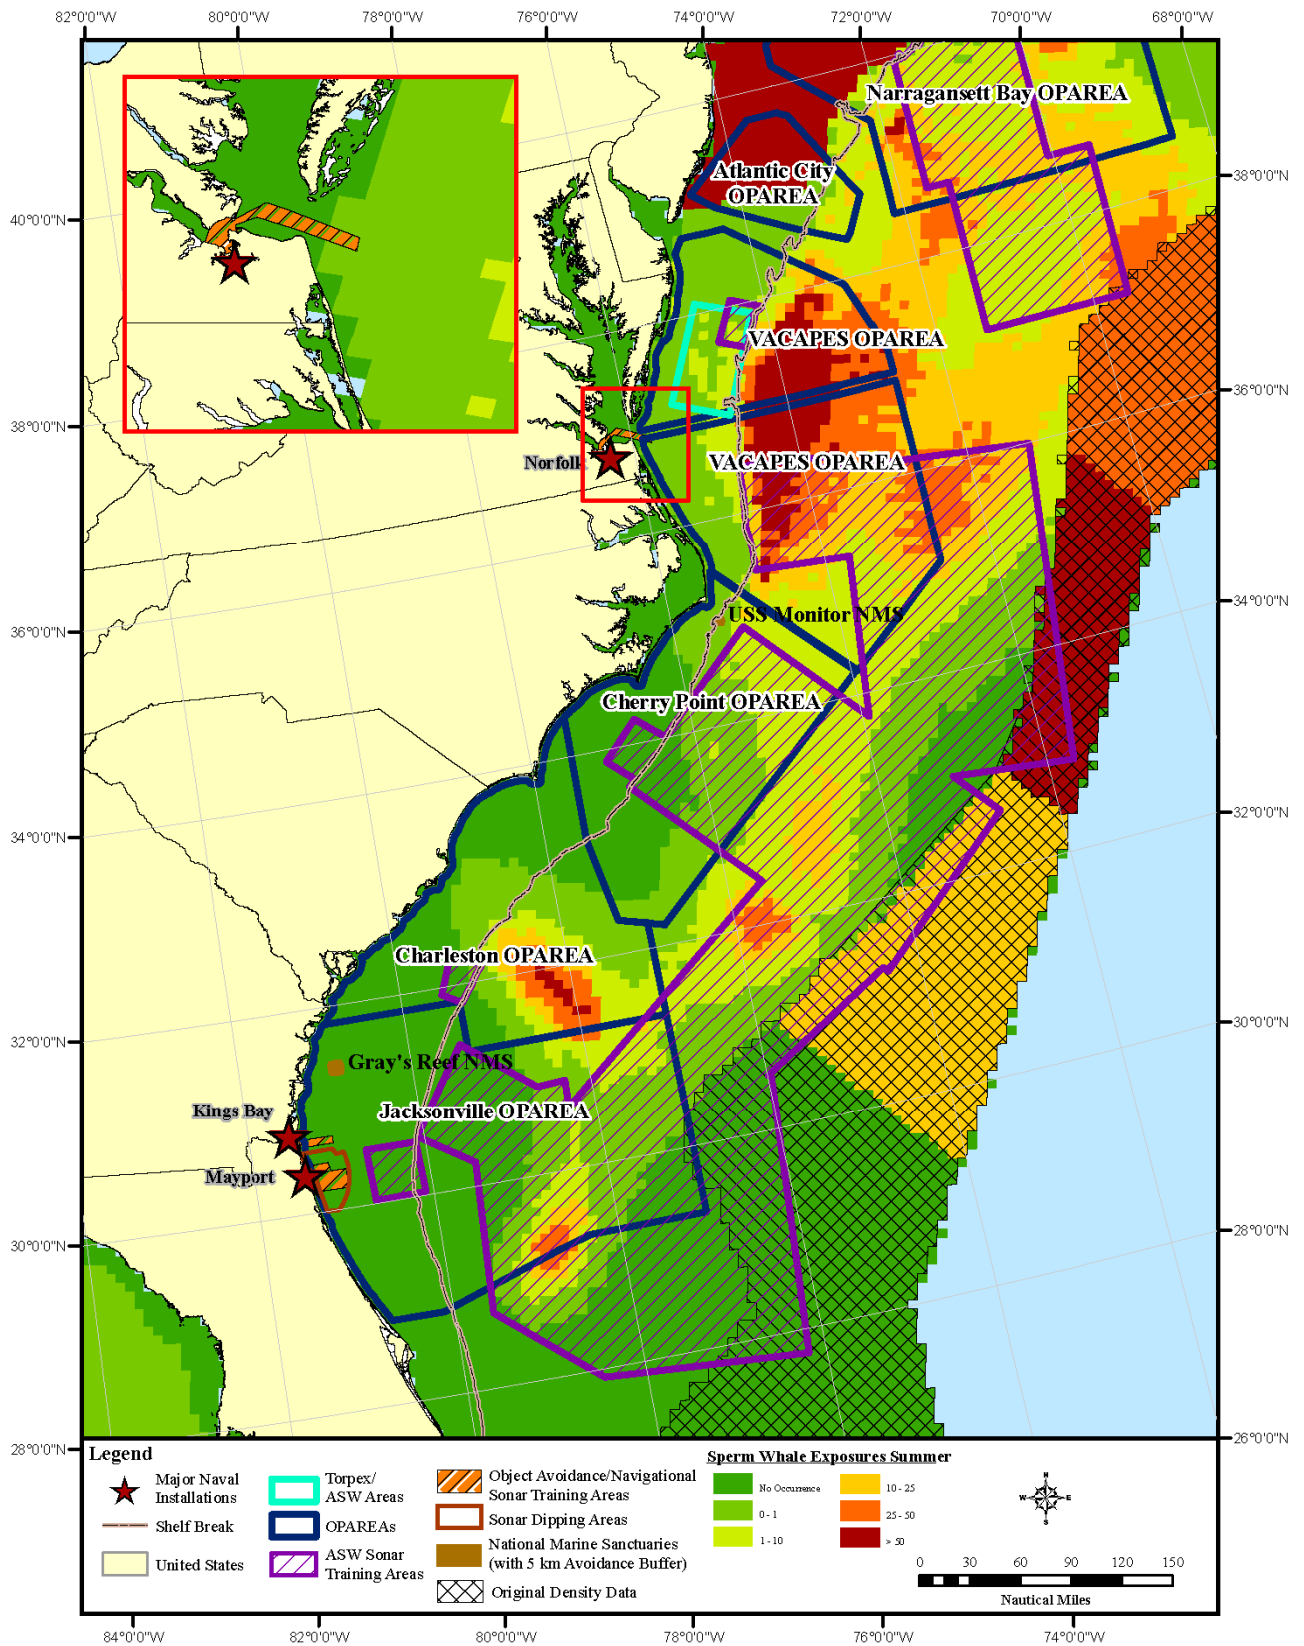 82°0'0"W 80°0'0"W 78°0'0"W 76°0'0"W 74°0'0"W 72°0'0"W 70°0'0"W 68°0'0"W
Narragansett Bay OPAREA
Atlantic City
OPAREA
38°0'0"N
40°0'0"N
VACAPES OPAREA
36°0'0"N
38°0'0"N
Norfolk
VACAPES OPAREA
34°0'0"N
USS Monitor NMS
36°0'0"N
Cherry Point OPAREA
32°0'0"N
34°0'0"N
Charleston OPAREA
30°0'0"N
32°0'0"N
Gray's Reef NMS
Kings Bay
Jacksonville OPAREA
Mayport
28°0'0"N
30°0'0"N
26°0'0"N
28°0'0"N
Legend
Major Naval
Installations
Shelf Break
United States
Torpex/
ASW Areas
OPAREAs
ASW Sonar
Training Areas
Object Avoidance/Navigational
Sonar Training Areas
Sonar Dipping Areas
National Marine Sanctuaries
(with 5 km Avoidance Buffer)
Original Density Data
Sperm Whale Exposures Summer
No Occurrence
0 - 1
1 - 10
10 - 25
25 - 50
> 50
N
W E
S
0 30 60 90 120 150
Nautical Miles
84°0'0"W 82°0'0"W 80°0'0"W 78°0'0"W 76°0'0"W 74°0'0"W